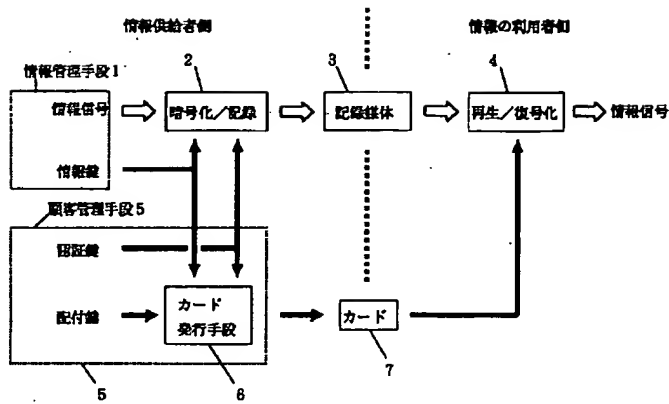 情報供給者側
情報の利用者側
2
3
4
情報管理手段1
情報信号
暗号化／記録
記録媒体
再生／復号化
情報信号
情報鍵
顧客管理手段5
認証鍵
配付鍵
カード
発行手段
カード
5
6
7